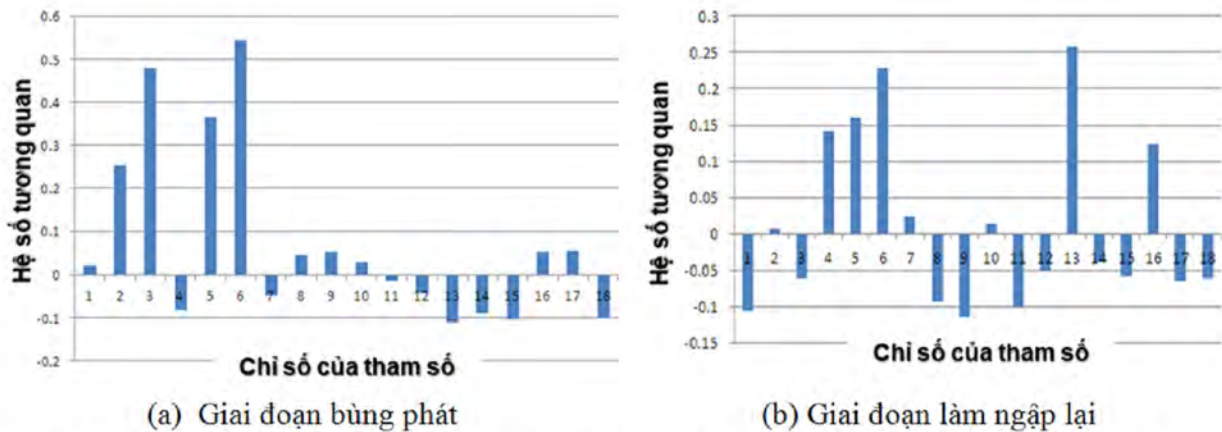 0.6
0.5
0.4
0.3
0.2
0.1
0
-0.1
-0.2
Hệ số tương quan
1 2 3 4 5 6 7 8 9 10 11 12 13 14 15 16 17 18
Chỉ số của tham số
(a) Giai đoạn bùng phát
0.3
0.25
0.2
0.15
0.1
0.05
0
-0.05
-0.1
-0.15
Hệ số tương quan
1 2 3 4 5 6 7 8 9 10 11 12 13 14 15 16 17 18
Chỉ số của tham số
(b) Giai đoạn làm ngập lại